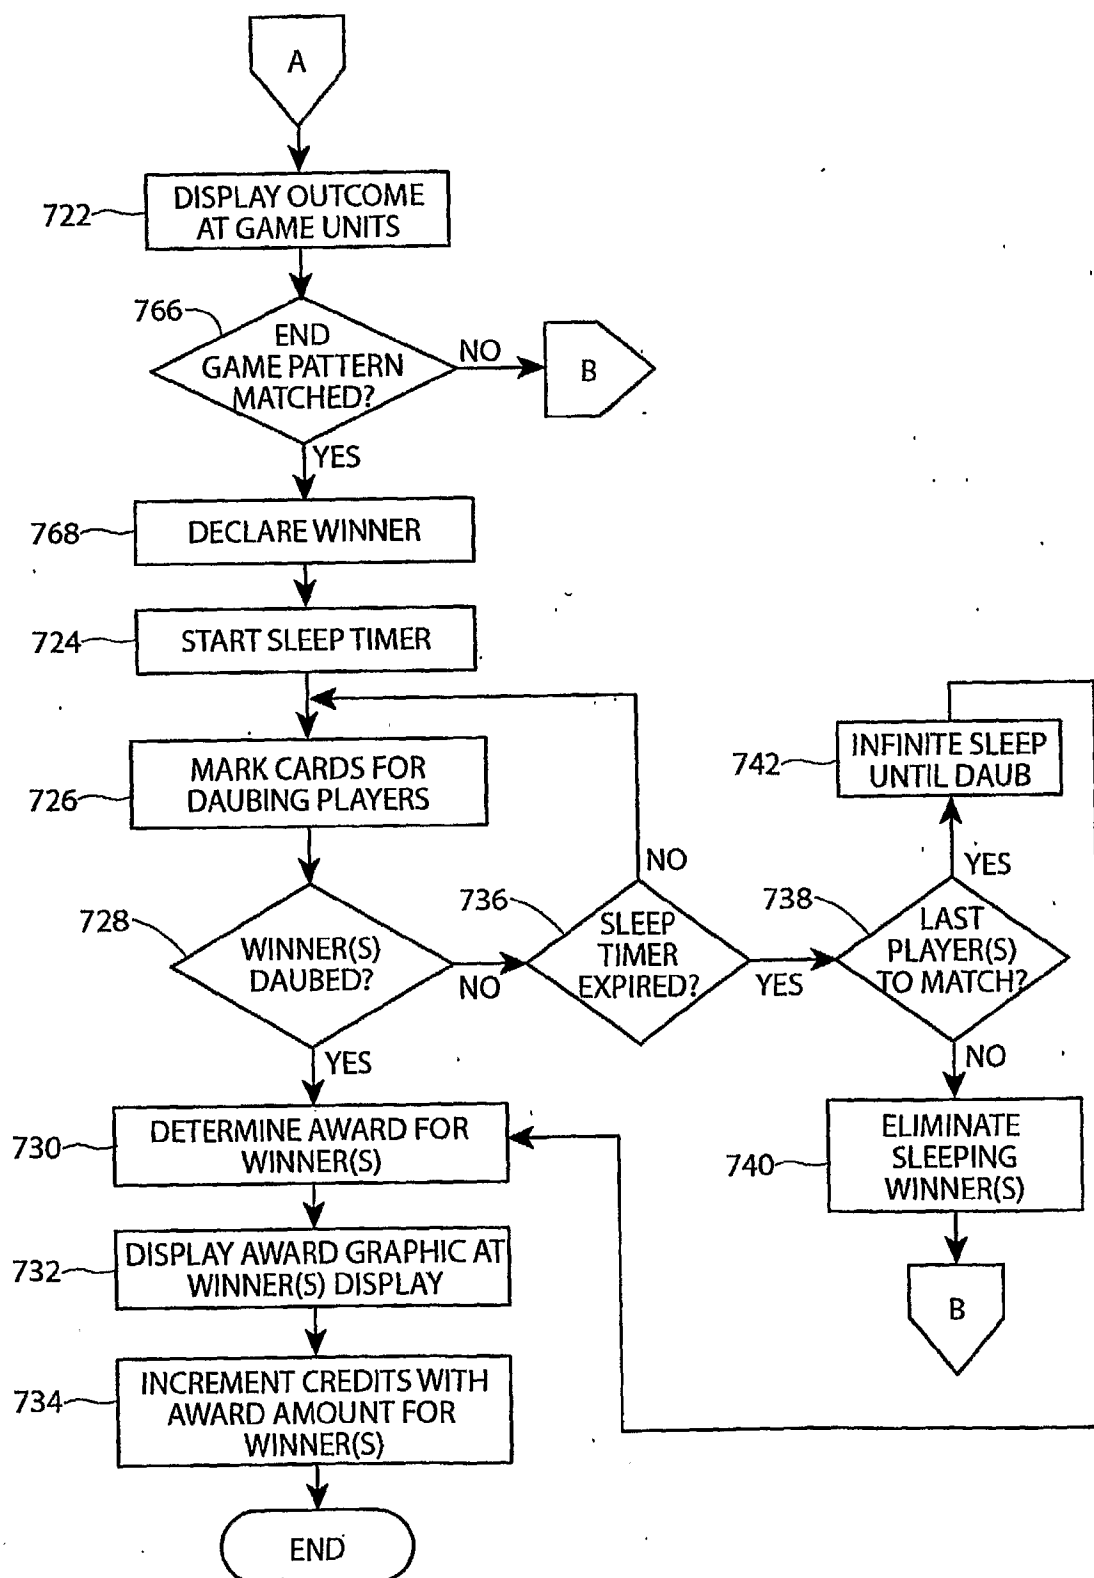 A
722
DISPLAY OUTCOME
AT GAME UNITS
766
END
GAME PATTERN
MATCHED?
NO
B
YES
768
DECLARE WINNER
724
START SLEEP TIMER
726
MARK CARDS FOR
DAUBING PLAYERS
742
INFINITE SLEEP
UNTIL DAUB
728
WINNER(S)
DAUBED?
NO
736
SLEEP
TIMER
EXPIRED?
NO
YES
738
LAST
PLAYER(S)
TO MATCH?
YES
NO
YES
730
DETERMINE AWARD FOR
WINNER(S)
740
ELIMINATE
SLEEPING
WINNER(S)
B
732
DISPLAY AWARD GRAPHIC AT
WINNER(S) DISPLAY
734
INCREMENT CREDITS WITH
AWARD AMOUNT FOR
WINNER(S)
END